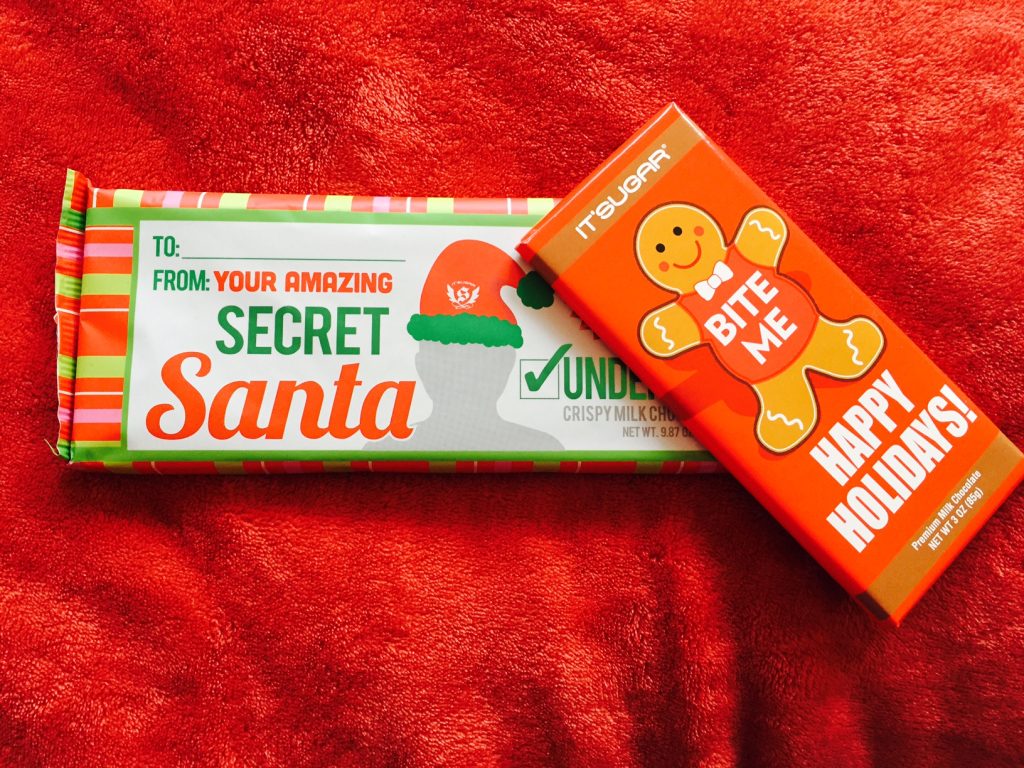 TO:
FROM: YOUR AMAZING
SECRET
Santa
UNDE
CRISPY MILK CHO
NET WT. 9.87 OZ
IT'SUGAR
BITE
ME
HAPPY
HOLIDAYS!
Premium Milk Chocolate
NET WT 3 OZ (85g)